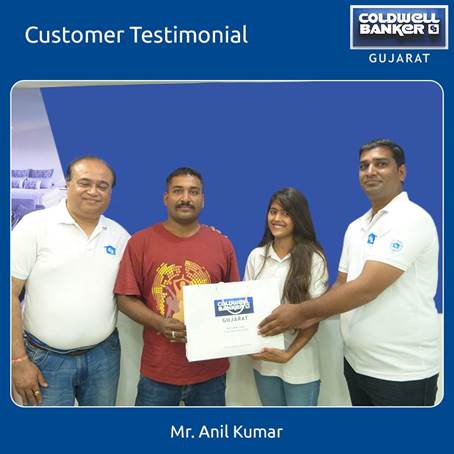 Customer Testimonial
COLDWELL
BANKER
GUJARAT
COLDWELL
BANKER
GUJARAT
Mr. Anil Kumar